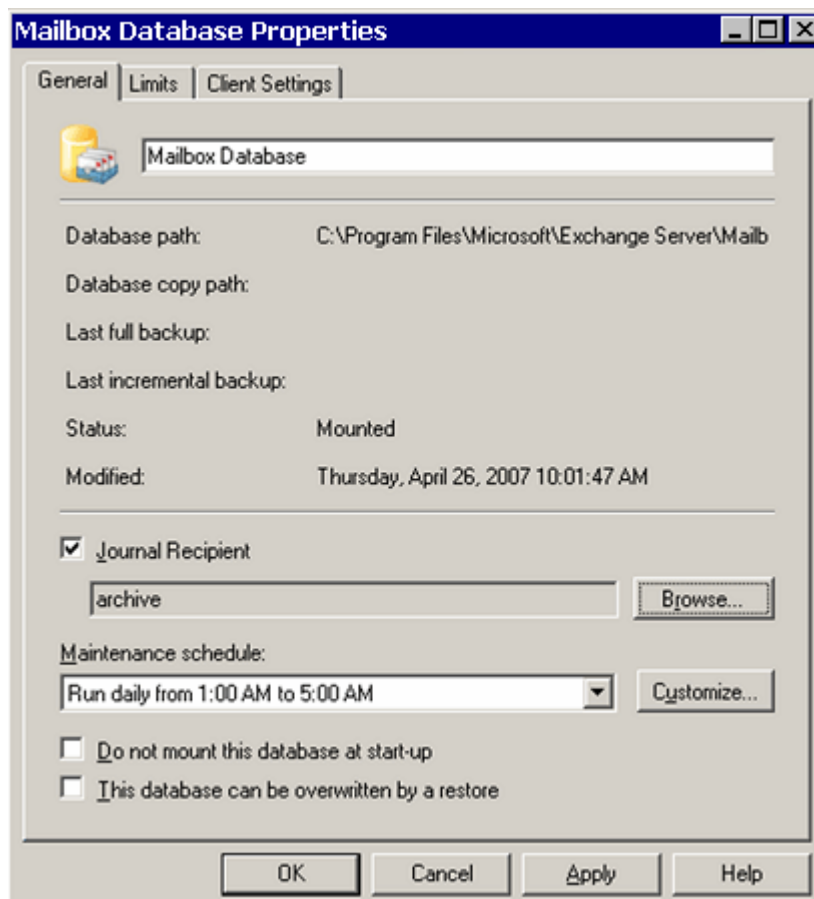 Mailbox Database Properties
General Limits Client Settings
Mailbox Database
Database path: C:\Program Files\Microsoft\Exchange Server\Mailb
Database copy path:
Last full backup:
Last incremental backup:
Status: Mounted
Modified: Thursday, April 26, 2007 10:01:47 AM
Journal Recipient
archive Browse...
Maintenance schedule:
Run daily from 1:00 AM to 5:00 AM Customize...
Do not mount this database at start-up
This database can be overwritten by a restore
OK Cancel Apply Help